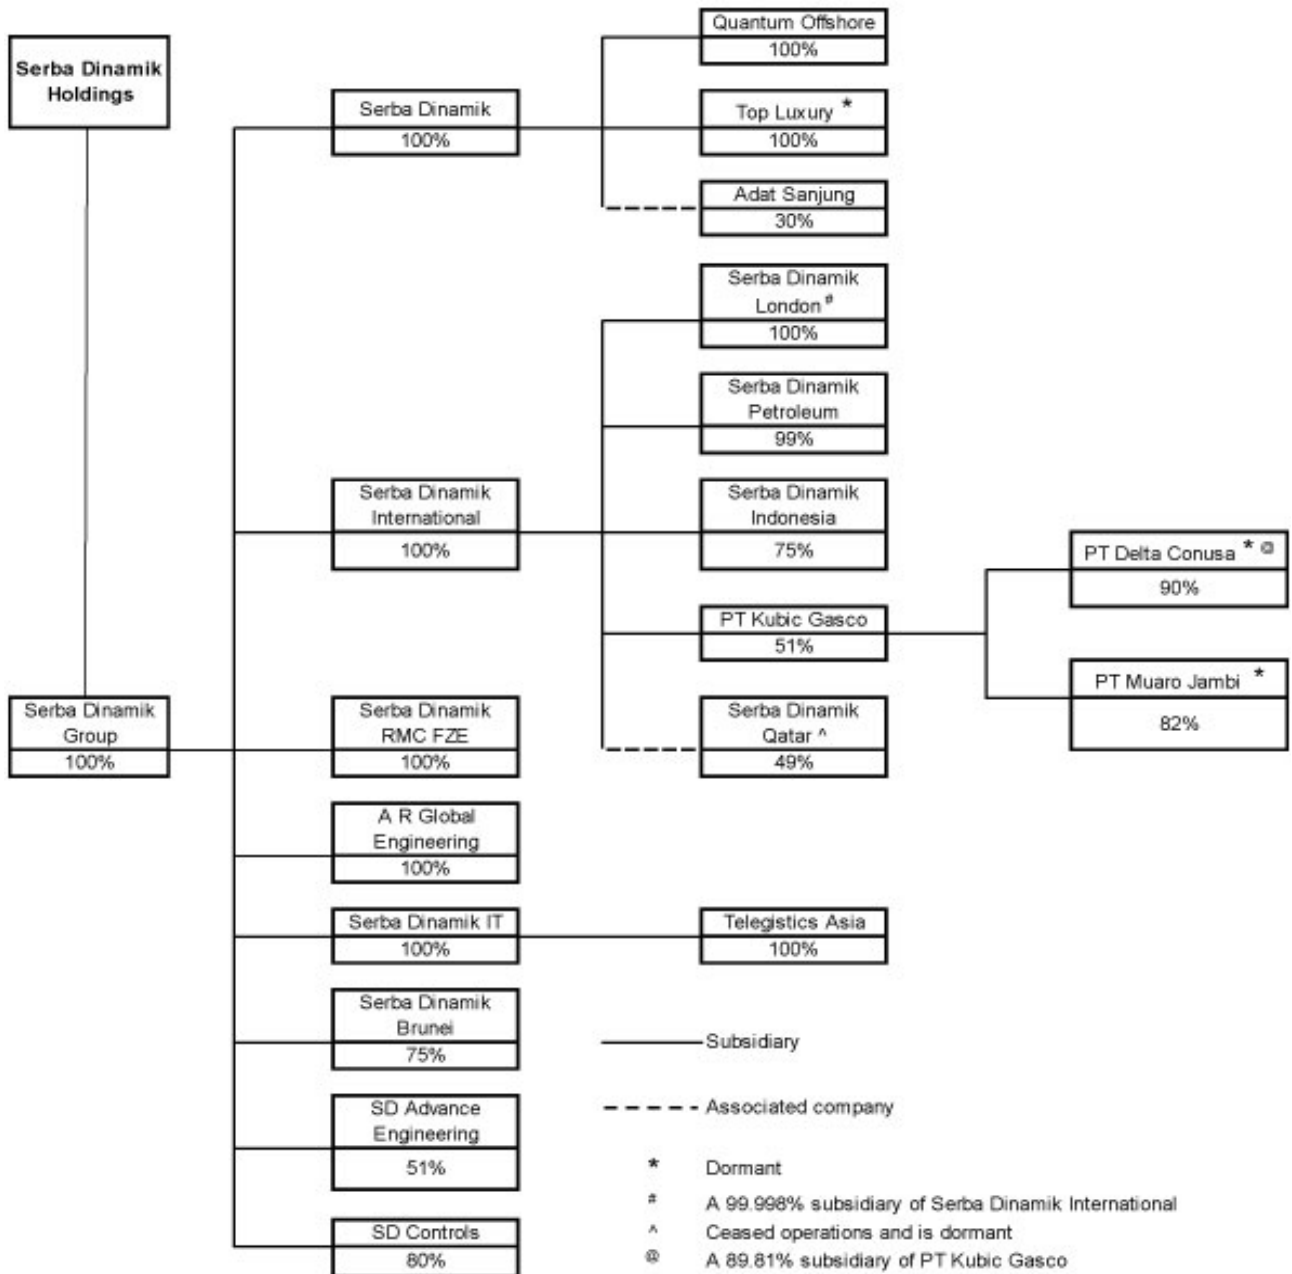 Serba Dinamik
Holdings
Serba Dinamik
Group
100%
Serba Dinamik
100%
Quantum Offshore
100%
Top Luxury *
100%
Adat Sanjung
30%
Serba Dinamik
International
100%
Serba Dinamik
London #
100%
Serba Dinamik
Petroleum
99%
Serba Dinamik
Indonesia
75%
PT Kubic Gasco
51%
PT Delta Conusa * @
90%
PT Muaro Jambi *
82%
Serba Dinamik
Qatar ^
49%
Serba Dinamik
RMC FZE
100%
A R Global
Engineering
100%
Serba Dinamik IT
100%
Telegistics Asia
100%
Serba Dinamik
Brunei
75%
SD Advance
Engineering
51%
SD Controls
80%
Subsidiary
Associated company
* Dormant
# A 99.998% subsidiary of Serba Dinamik International
^ Ceased operations and is dormant
@ A 89.81% subsidiary of PT Kubic Gasco